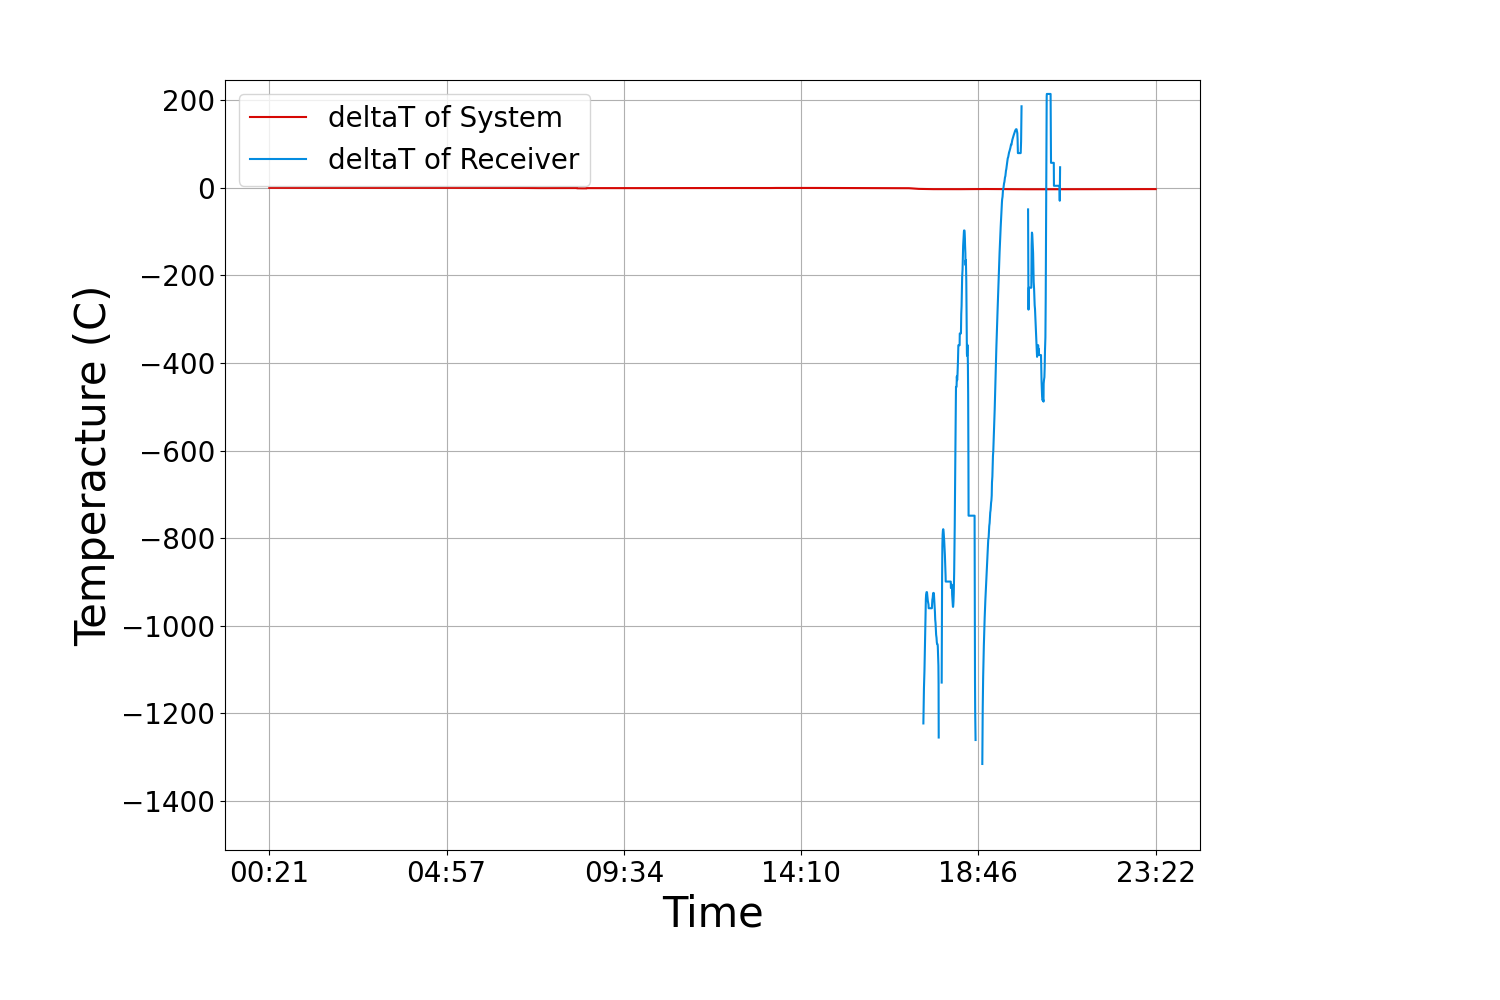 deltaT of System
deltaT of Receiver
200
0
−200
−400
−600
−800
−1000
−1200
−1400
Temperacture (C)
00:21 04:57 09:34 14:10 18:46 23:22
Time